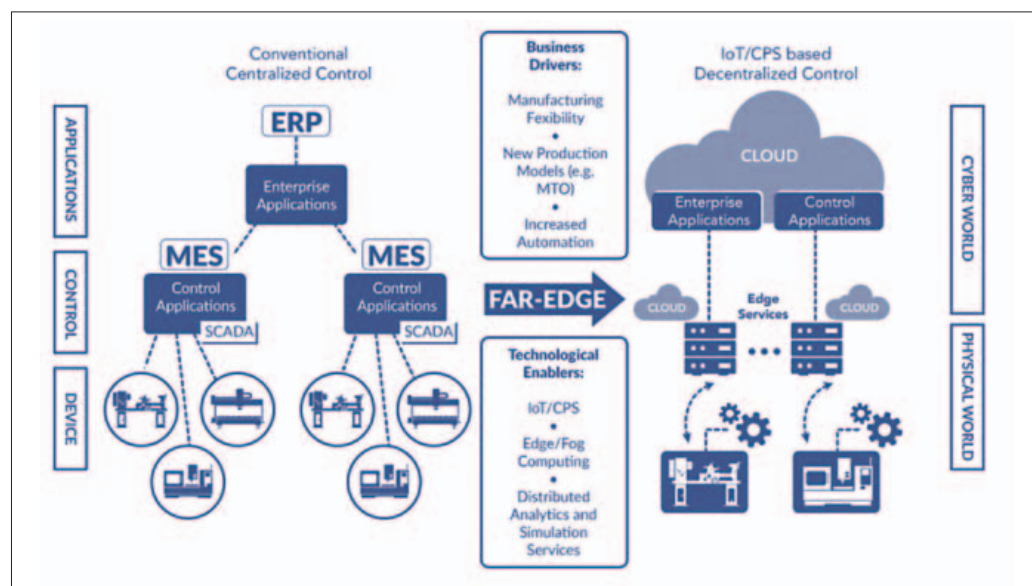 Conventional
Centralized Control
APPLICATIONS
CONTROL
DEVICE
ERP
Enterprise
Applications
MES
MES
Control
Applications
SCADA
Control
Applications
SCADA
Business
Drivers:
Manufacturing
Fexibility
•
New Production
Models (e.g.
MTO)
•
Increased
Automation
FAR-EDGE
Technological
Enablers:
IoT/CPS
•
Edge/Fog
Computing
•
Distributed
Analytics and
Simulation
Services
IoT/CPS based
Decentralized Control
CLOUD
Enterprise
Applications
Control
Applications
CLOUD
Edge
Services
CLOUD
CYBER WORLD
PHYSICAL WORLD